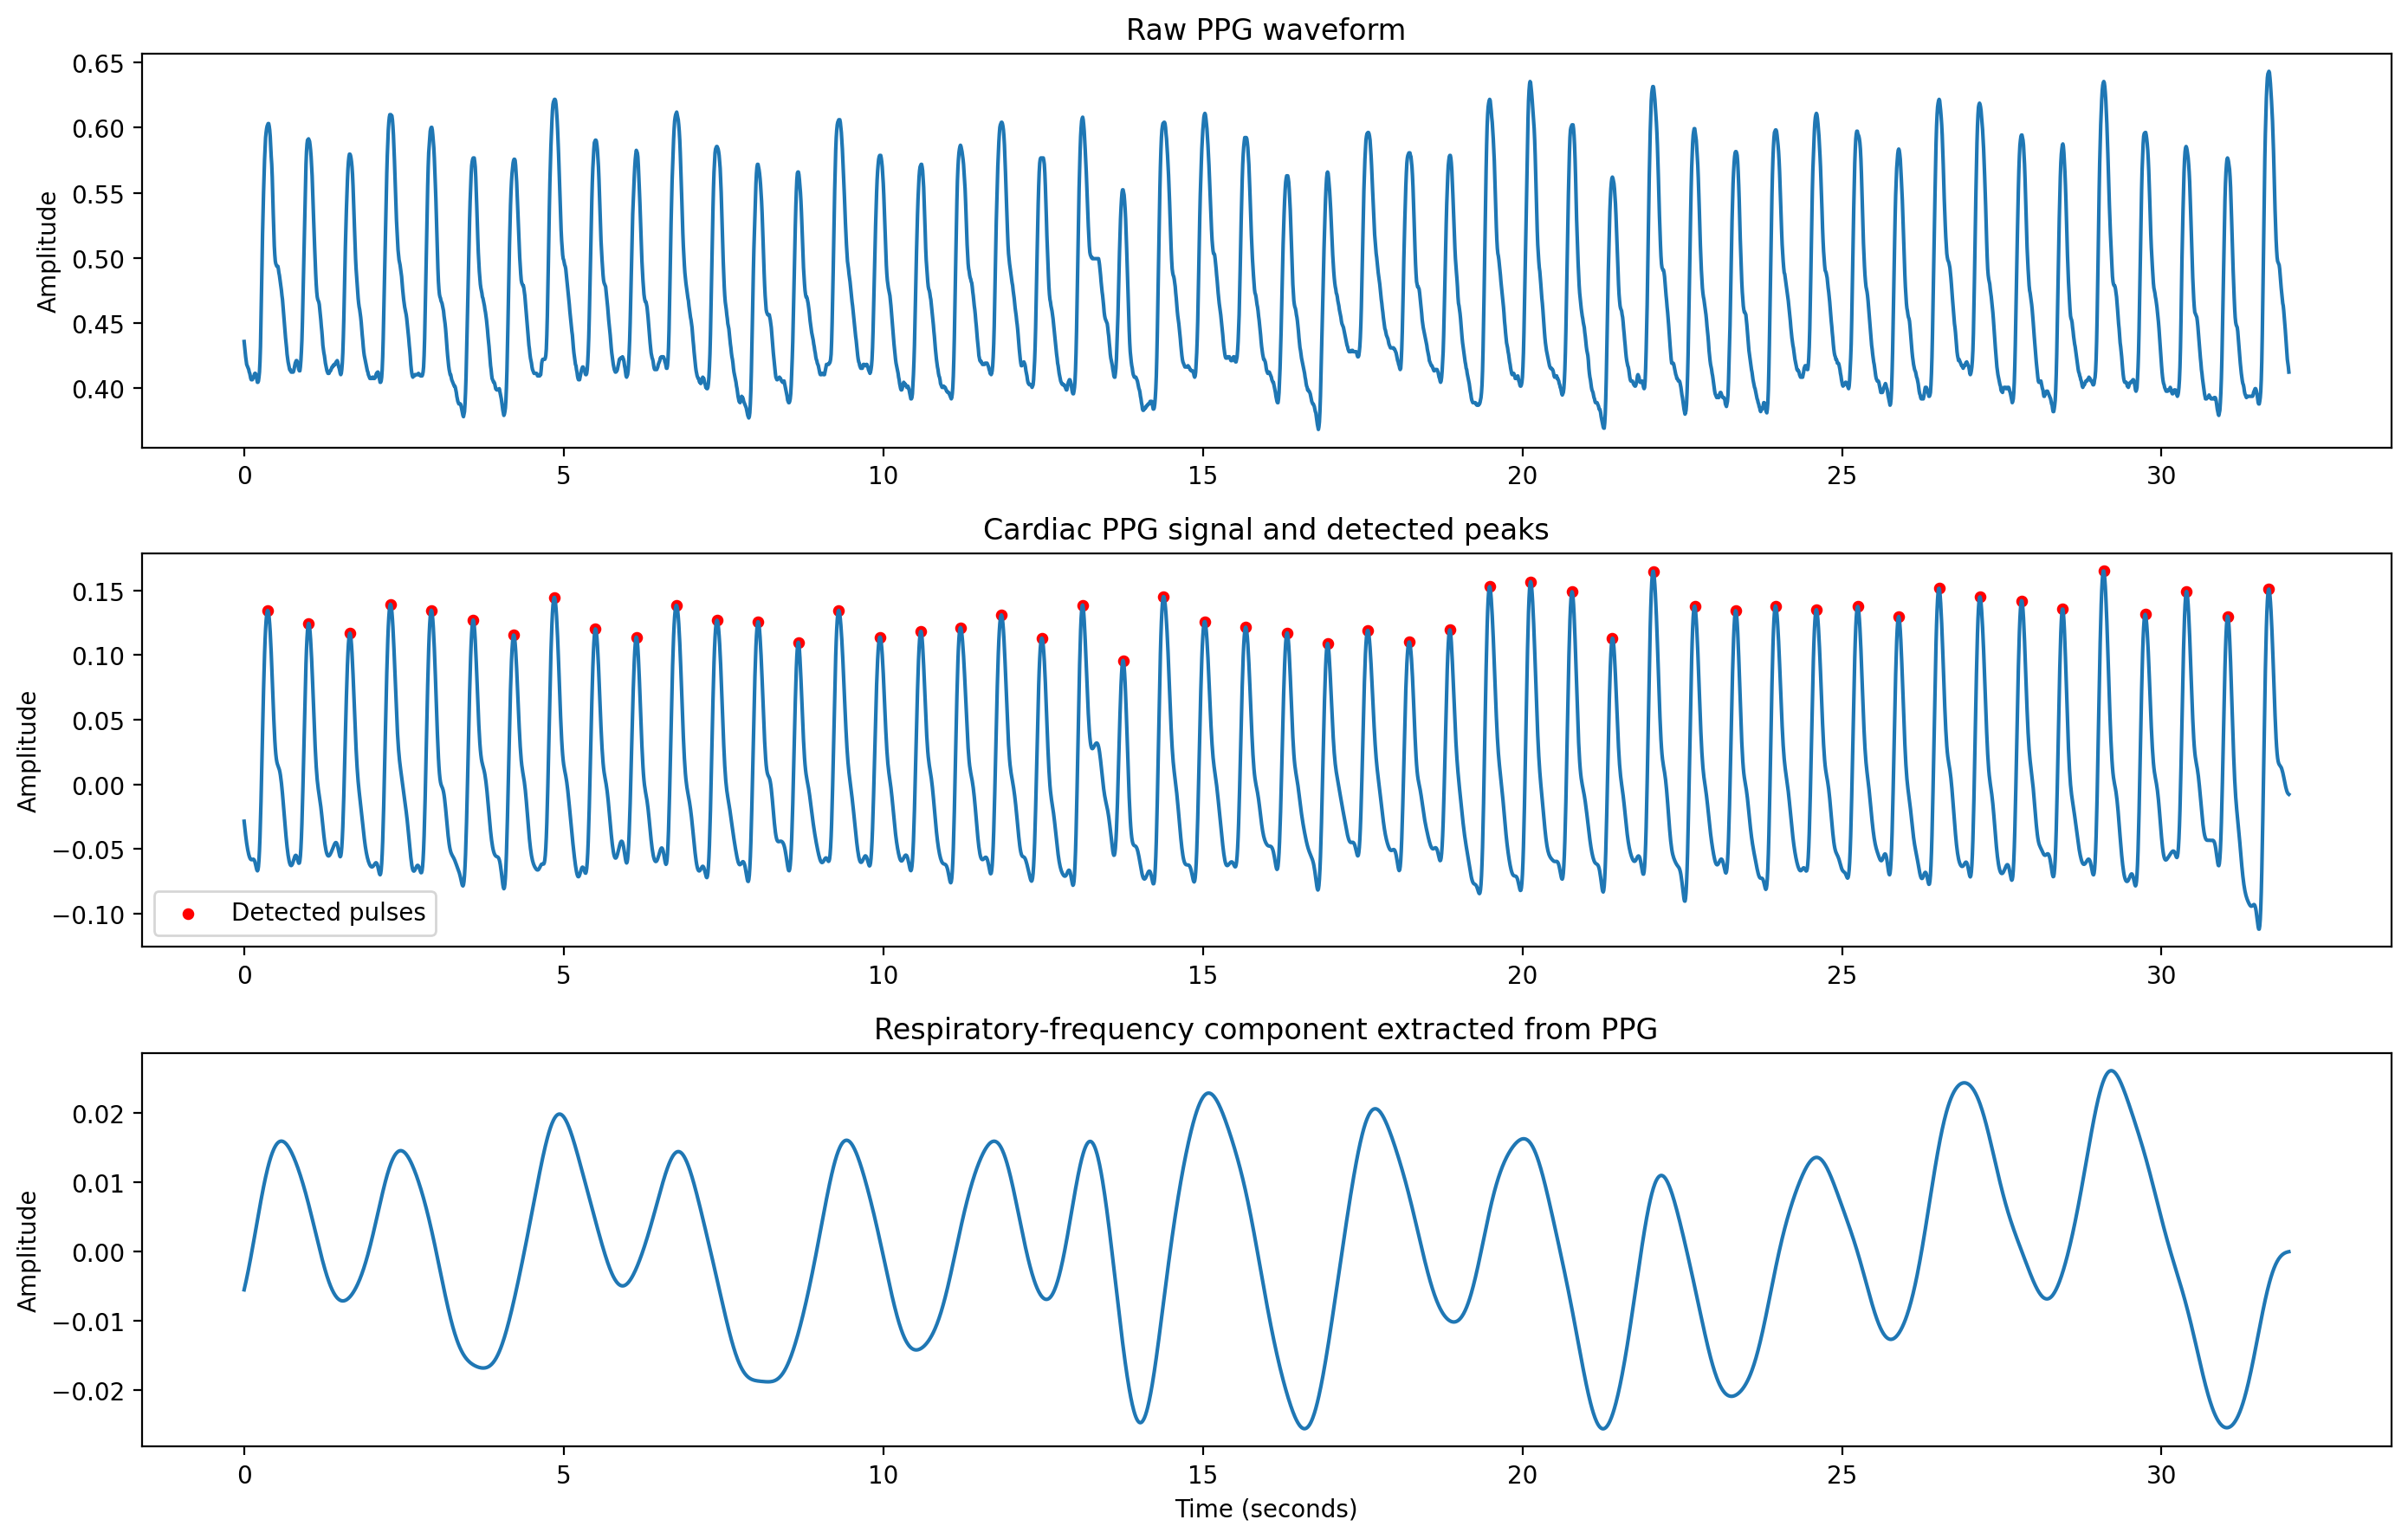 Raw PPG waveform
Amplitude
0.65
0.60
0.55
0.50
0.45
0.40
0 5 10 15 20 25 30
Cardiac PPG signal and detected peaks
Amplitude
0.15
0.10
0.05
0.00
−0.05
−0.10
Detected pulses
0 5 10 15 20 25 30
Respiratory-frequency component extracted from PPG
Amplitude
0.02
0.01
0.00
−0.01
−0.02
0 5 10 15 20 25 30
Time (seconds)